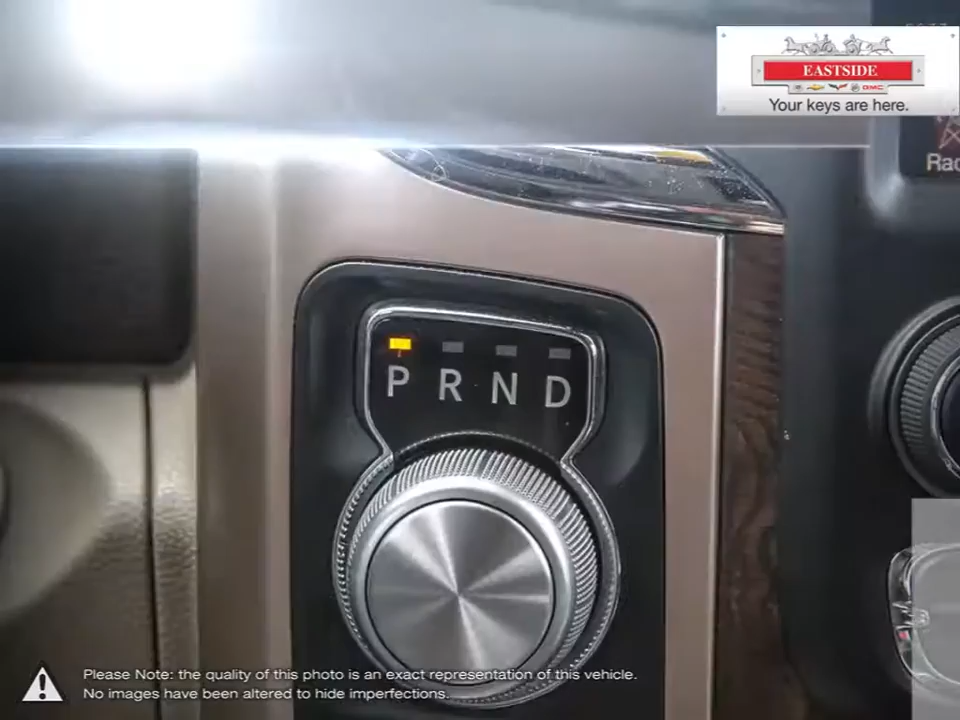 EASTSIDE
GMC
Your keys are here.
P R N D
Please Note: the quality of this photo is an exact representation of this vehicle.
No images have been altered to hide imperfections.